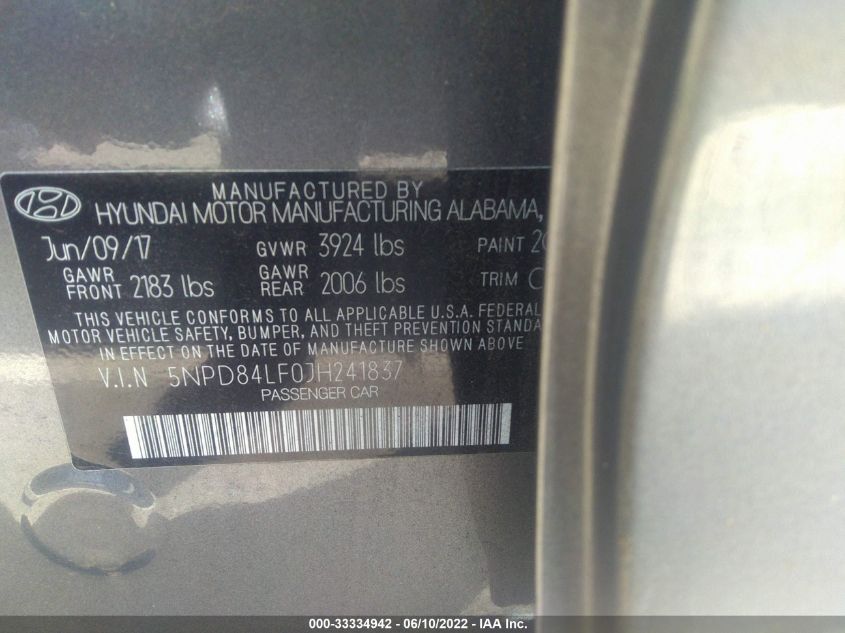 MANUFACTURED BY
HYUNDAI MOTOR MANUFACTURING ALABAMA,
Jun/09/17 GVWR 3924 lbs PAINT
GAWR FRONT 2183 lbs GAWR REAR 2006 lbs TRIM
THIS VEHICLE CONFORMS TO ALL APPLICABLE U.S.A. FEDERAL
MOTOR VEHICLE SAFETY, BUMPER, AND THEFT PREVENTION STANDA
IN EFFECT ON THE DATE OF MANUFACTURE SHOWN ABOVE.
V.I.N 5NPD84LF0JH241837
PASSENGER CAR
000-33334942 - 06/10/2022 - IAA Inc.